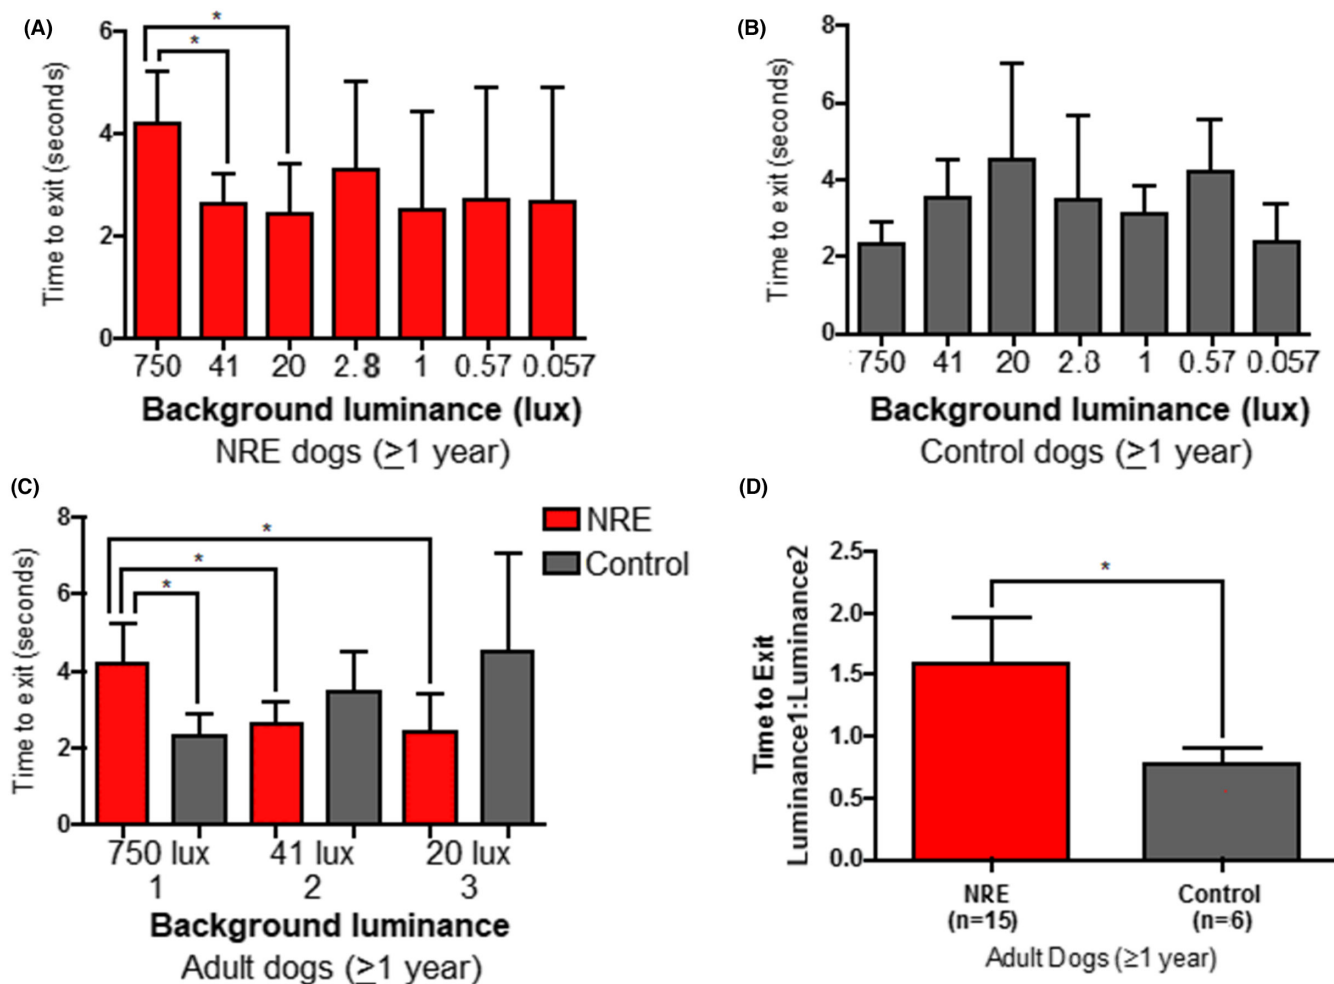 (A)
6
4
2
0
Time to exit (seconds)
*
*
750 41 20 2.8 1 0.57 0.057
Background luminance (lux)
NRE dogs (≥1 year)
(B)
8
6
4
2
0
Time to exit (seconds)
750 41 20 2.8 1 0.57 0.057
Background luminance (lux)
Control dogs (≥1 year)
(C)
8
6
4
2
0
Time to exit (seconds)
*
*
*
NRE
Control
750 lux 41 lux 20 lux
1 2 3
Background luminance
Adult dogs (≥1 year)
(D)
2.5
2.0
1.5
1.0
0.5
0.0
Time to Exit
Luminance1:Luminance2
*
NRE Control
(n=15) (n=6)
Adult Dogs (≥1 year)